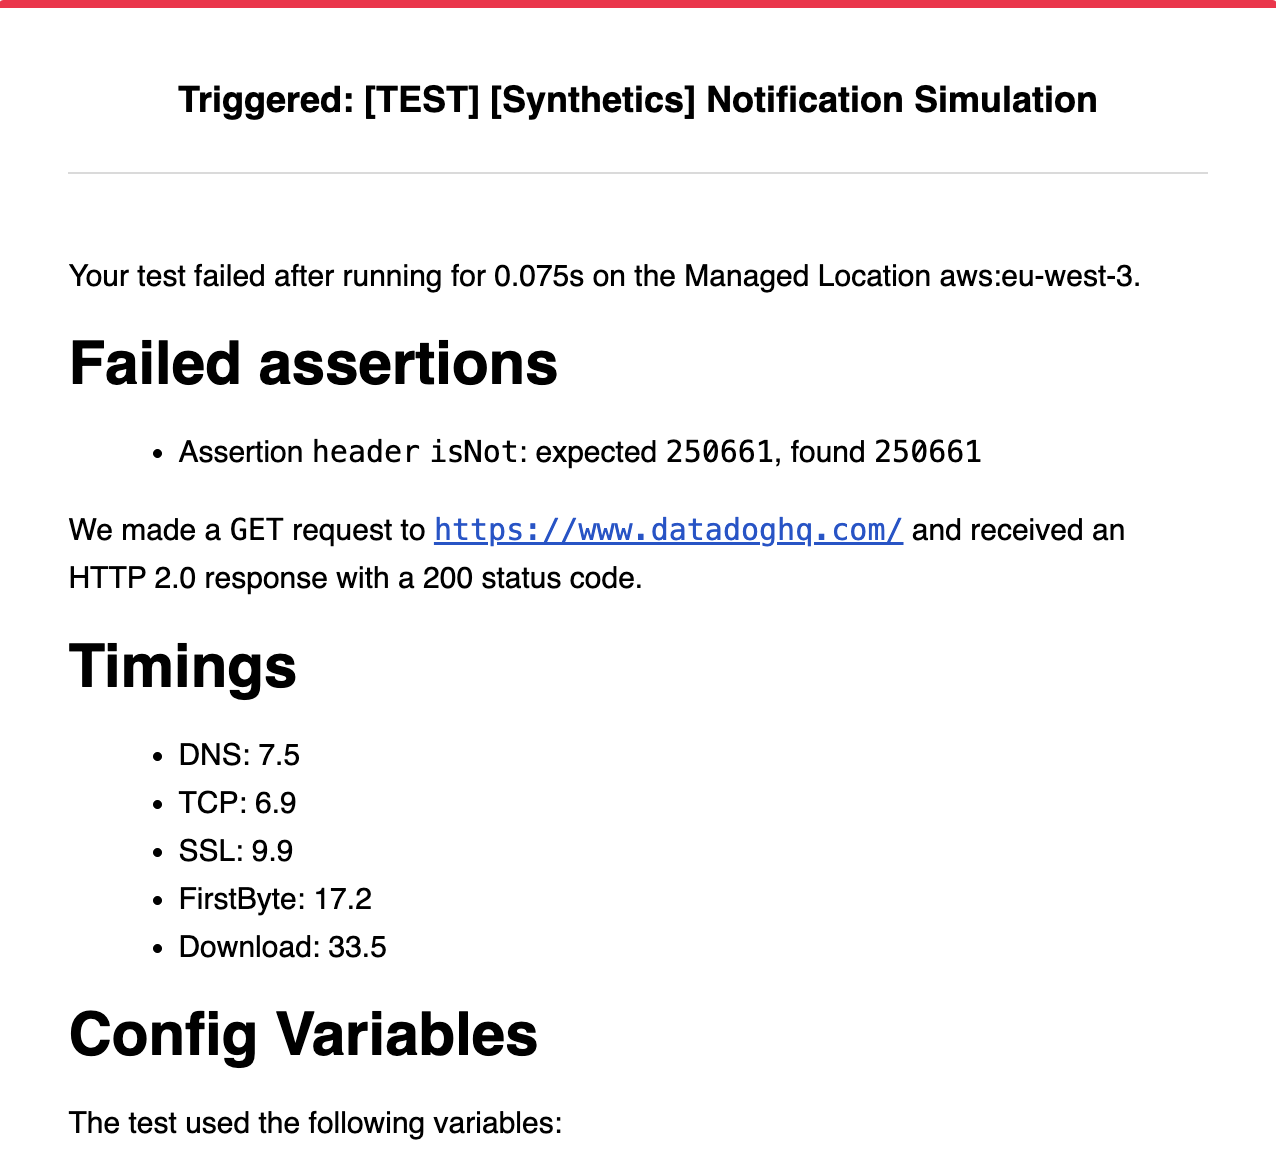 Triggered: [TEST] [Synthetics] Notification Simulation
Your test failed after running for 0.075s on the Managed Location aws:eu-west-3.
Failed assertions
• Assertion header isNot: expected 250661, found 250661
We made a GET request to https://www.datadoghq.com/ and received an
HTTP 2.0 response with a 200 status code.
Timings
• DNS: 7.5
• TCP: 6.9
• SSL: 9.9
• FirstByte: 17.2
• Download: 33.5
Config Variables
The test used the following variables: